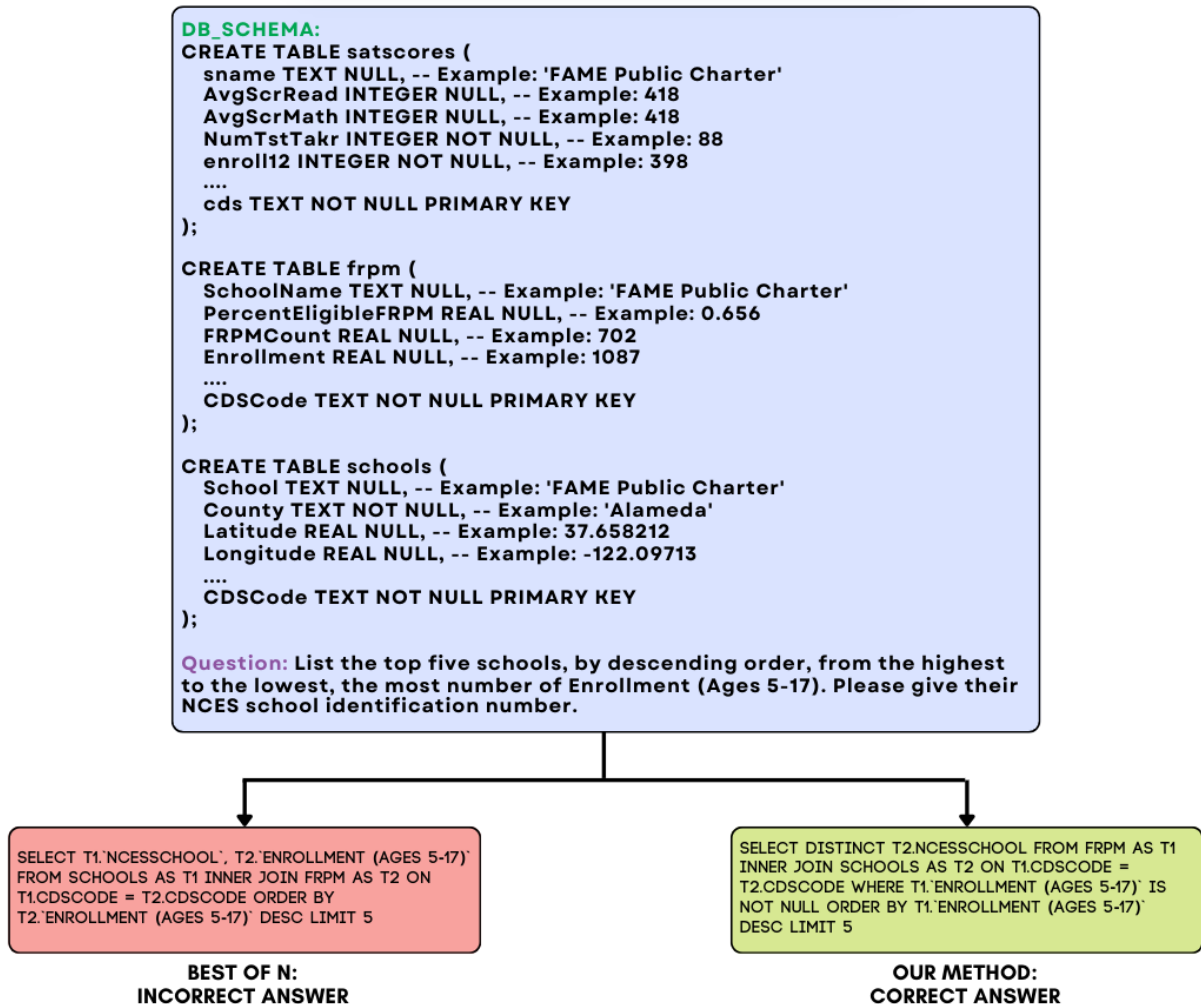 DB_SCHEMA:
CREATE TABLE satscores (
sname TEXT NULL, -- Example: 'FAME Public Charter'
AvgScrRead INTEGER NULL, -- Example: 418
AvgScrMath INTEGER NULL, -- Example: 418
NumTstTakr INTEGER NOT NULL, -- Example: 88
enroll12 INTEGER NOT NULL, -- Example: 398
....
cds TEXT NOT NULL PRIMARY KEY
);
CREATE TABLE frpm (
SchoolName TEXT NULL, -- Example: 'FAME Public Charter'
PercentEligibleFRPM REAL NULL, -- Example: 0.656
FRPMCount REAL NULL, -- Example: 702
Enrollment REAL NULL, -- Example: 1087
....
CDSCode TEXT NOT NULL PRIMARY KEY
);
CREATE TABLE schools (
School TEXT NULL, -- Example: 'FAME Public Charter'
County TEXT NOT NULL, -- Example: 'Alameda'
Latitude REAL NULL, -- Example: 37.658212
Longitude REAL NULL, -- Example: -122.09713
....
CDSCode TEXT NOT NULL PRIMARY KEY
);
Question: List the top five schools, by descending order, from the highest
to the lowest, the most number of Enrollment (Ages 5-17). Please give their
NCES school identification number.
SELECT T1.`NCESSCHOOL`, T2.`ENROLLMENT (AGES 5-17)`
FROM SCHOOLS AS T1 INNER JOIN FRPM AS T2 ON
T1.CDSCODE = T2.CDSCODE ORDER BY
T2.`ENROLLMENT (AGES 5-17)` DESC LIMIT 5
BEST OF N:
INCORRECT ANSWER
SELECT DISTINCT T2.NCESSCHOOL FROM FRPM AS T1
INNER JOIN SCHOOLS AS T2 ON T1.CDSCODE =
T2.CDSCODE WHERE T1.`ENROLLMENT (AGES 5-17)` IS
NOT NULL ORDER BY T1.`ENROLLMENT (AGES 5-17)`
DESC LIMIT 5
OUR METHOD:
CORRECT ANSWER